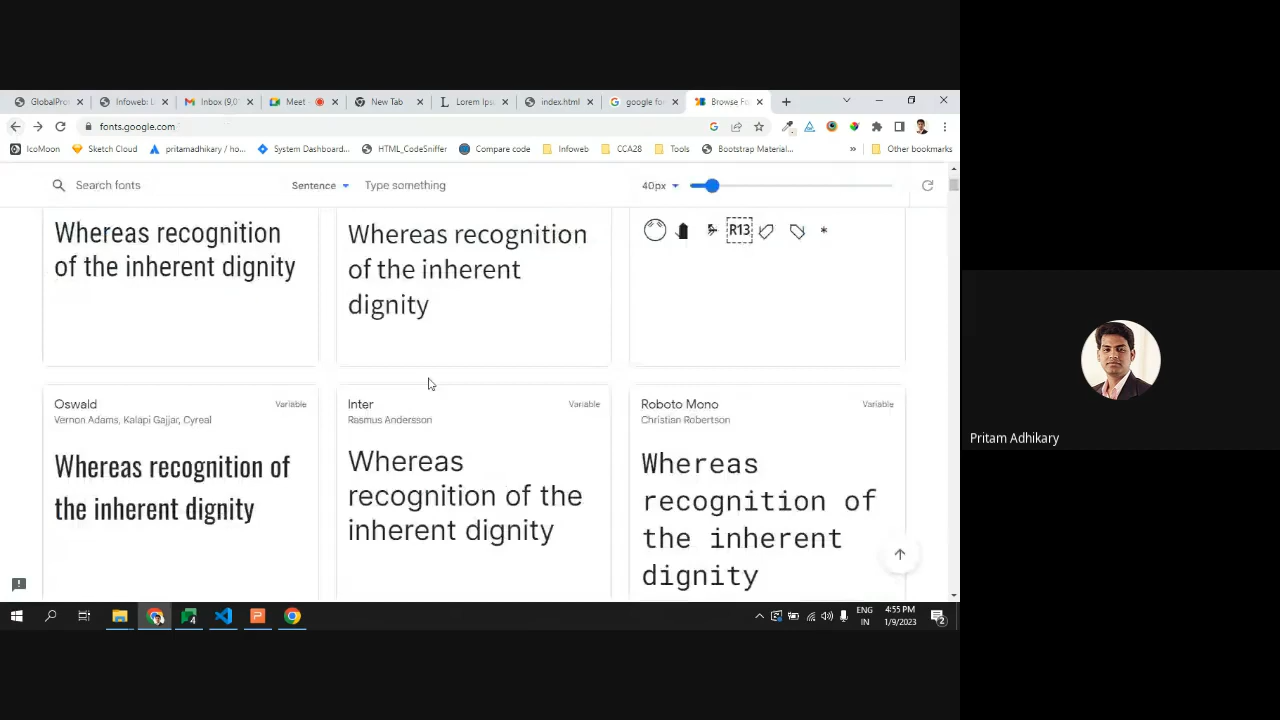 GlobalPro
Infoweb: L
Inbox (9,0
Meet
New Tab
Lorem Ips
index.html
google fo
Browse Fo
fonts.google.com
IcoMoon
Sketch Cloud
pritamadhikary / ho...
System Dashboard...
HTML_CodeSniffer
Compare code
Infoweb
CCA28
Tools
Bootstrap Material...
»
Other bookmarks
Search fonts
Sentence
Type something
40px
Whereas recognition
of the inherent dignity
Whereas recognition
of the inherent
dignity
R13
*
Oswald
Variable
Vernon Adams, Kalapi Gajjar, Cyreal
Whereas recognition of
the inherent dignity
Inter
Variable
Rasmus Andersson
Whereas
recognition of the
inherent dignity
Roboto Mono
Variable
Christian Robertson
Whereas
recognition of
the inherent
dignity
ENG
IN
4:55 PM
1/9/2023
2
Pritam Adhikary